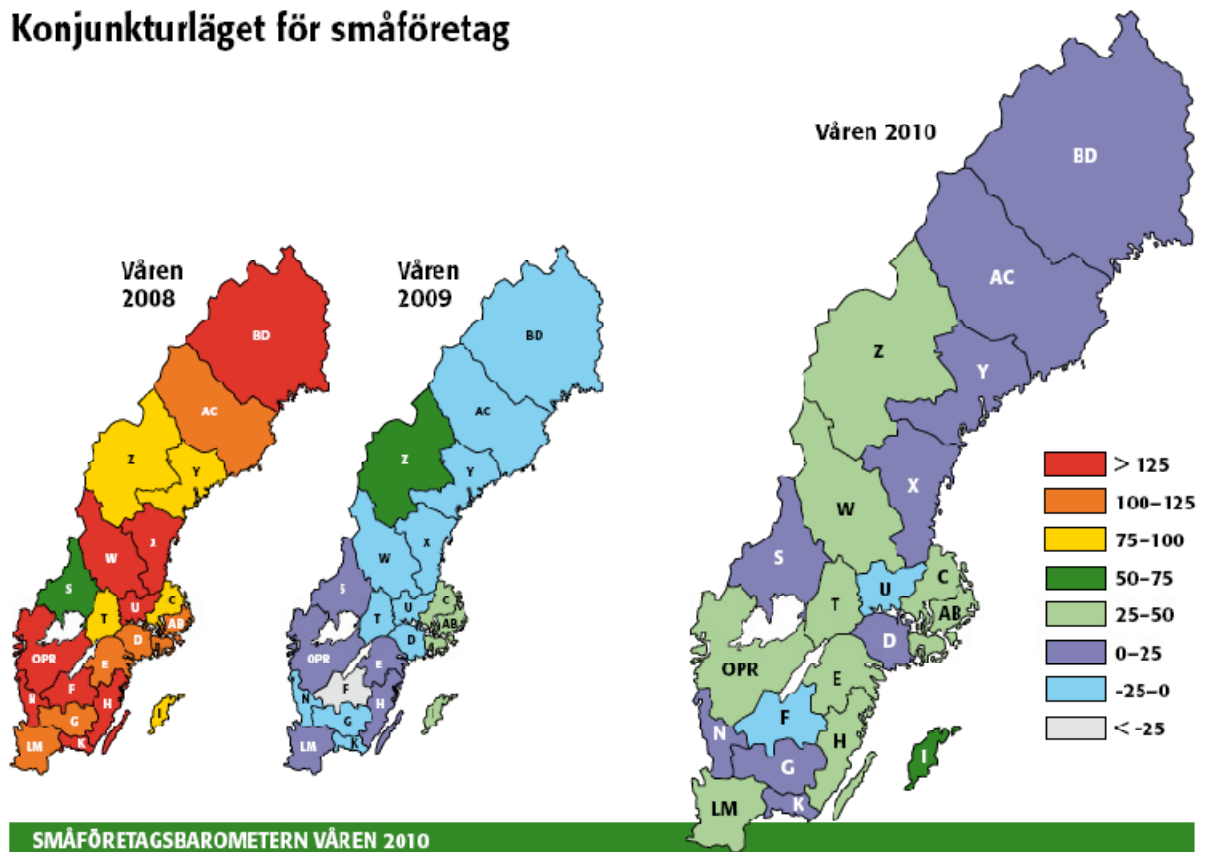 Konjunkturläget för småföretag
Våren
2008
BD
AC
Z
Y
X
W
S
T
U
C
AB
D
OPR
E
F
N
H
I
G
LM
K
Våren
2009
BD
AC
Z
Y
X
W
S
T
U
C
AB
D
OPR
E
F
N
H
G
LM
K
Våren 2010
BD
AC
Z
Y
X
W
S
U
C
T
AB
D
OPR
E
F
N
H
I
G
LM
K
> 125
100–125
75–100
50–75
25–50
0–25
-25–0
< -25
SMÅFÖRETAGSBAROMETERN VÅREN 2010